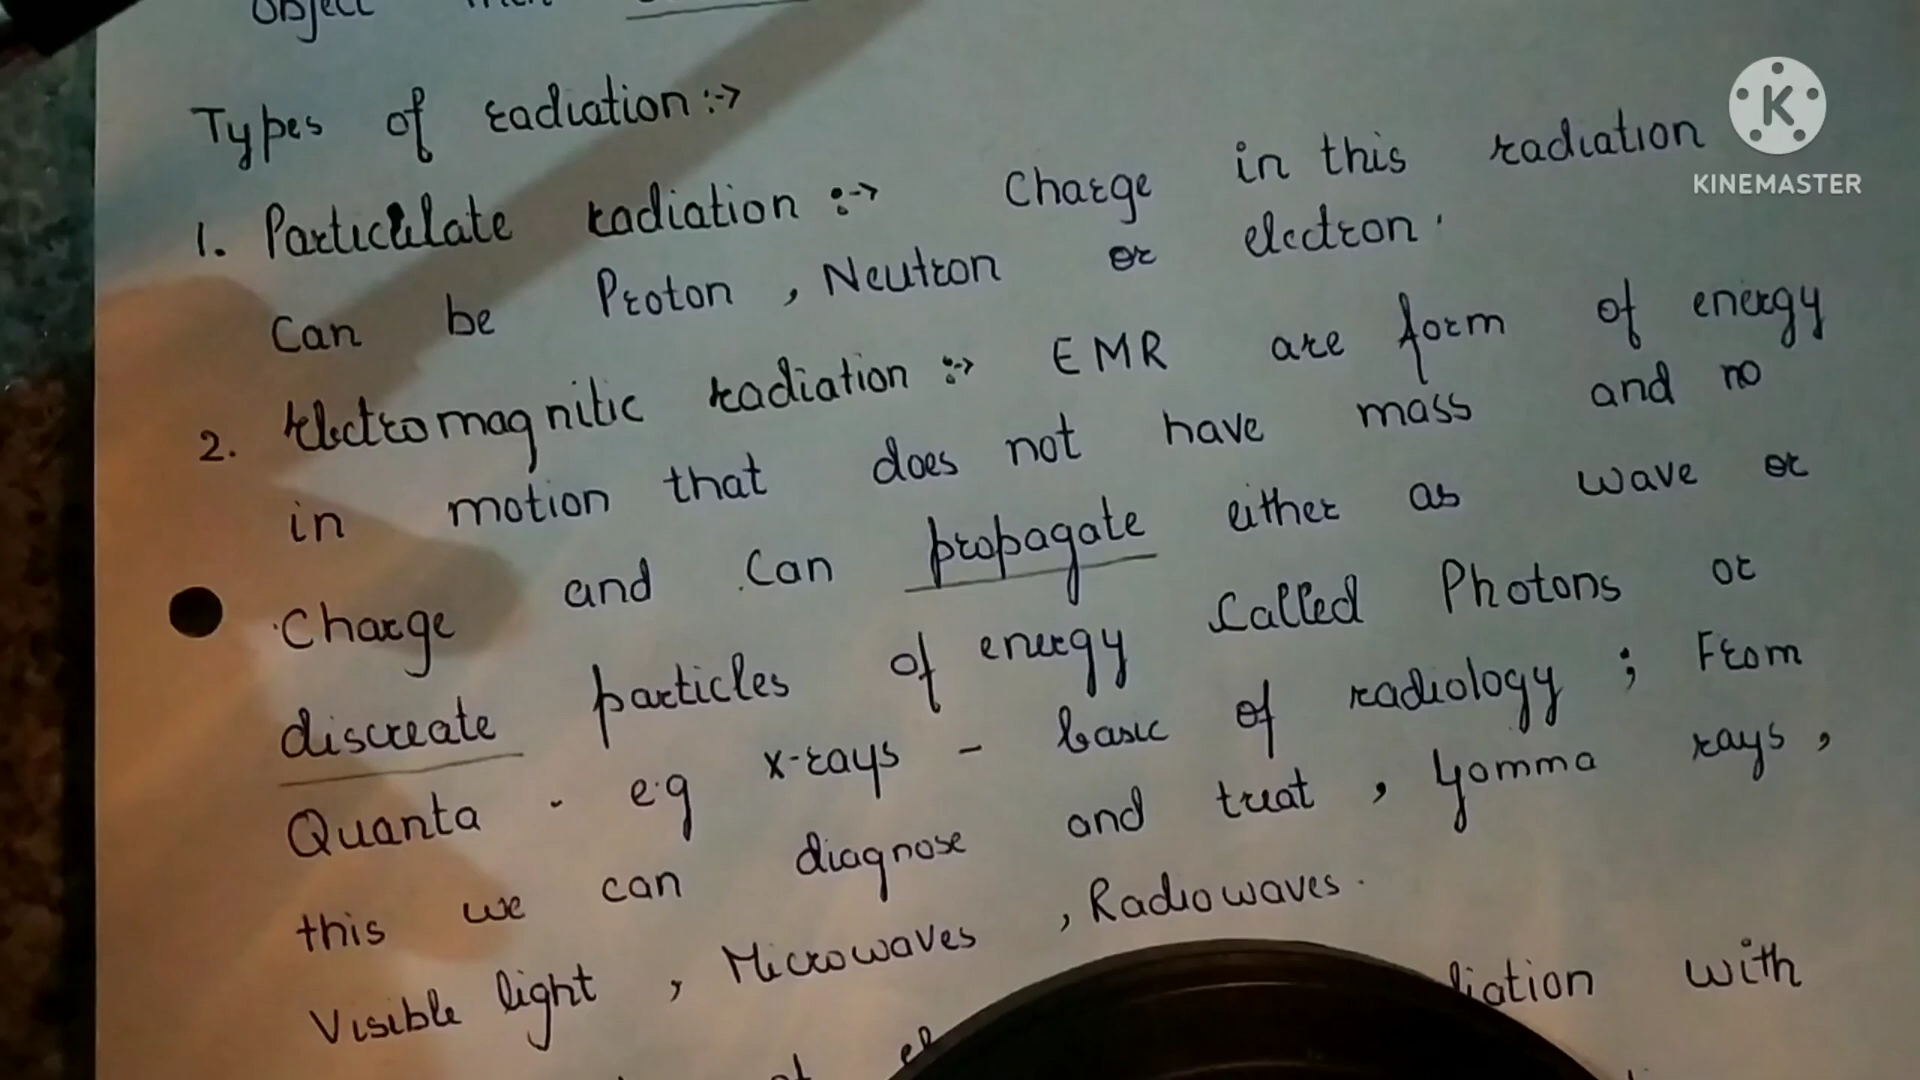 object
Types of radiation :→
1. Particulate radiation :→ Charge in this radiation
Can be Proton , Neutron or electron .
2. Electromagnitic radiation :→ EMR are form of energy
in motion that does not have mass and no
Charge and can propagate either as wave or
discreate particles of energy called Photons or
Quanta . e.g x-rays - basic of radiology ; From
this we can diagnose and treat , Gomma rays ,
Visible light , Microwaves , Radiowaves .
with
KINEMASTER